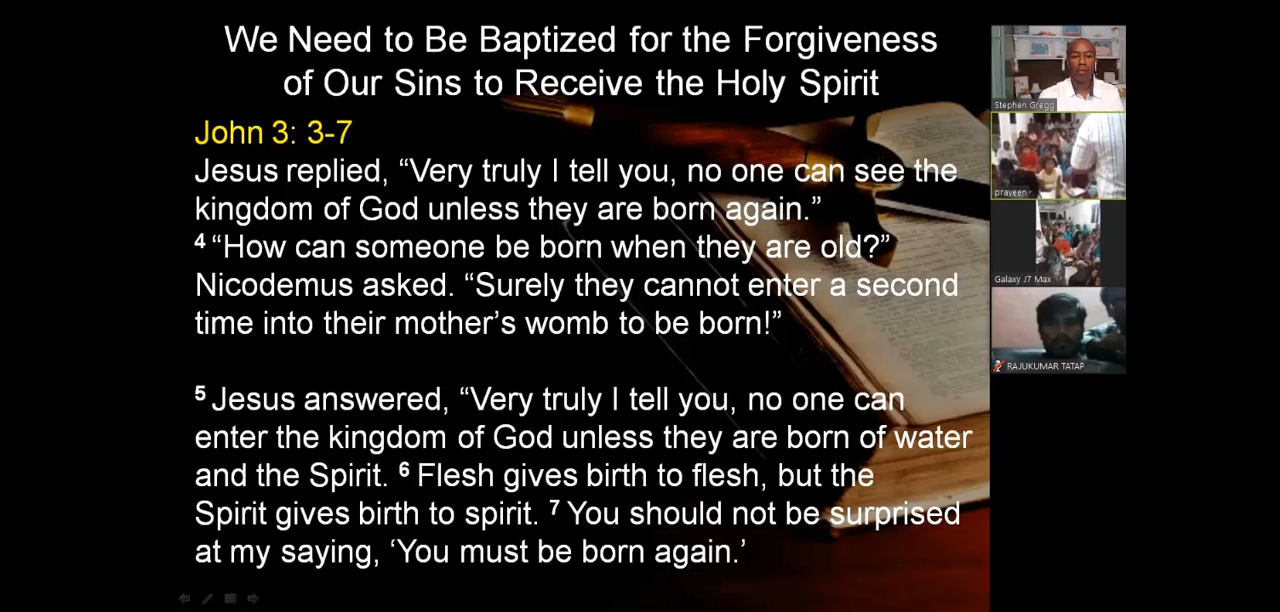 We Need to Be Baptized for the Forgiveness
of Our Sins to Receive the Holy Spirit
John 3: 3-7
Jesus replied, “Very truly I tell you, no one can see the
kingdom of God unless they are born again.”
4 “How can someone be born when they are old?”
Nicodemus asked. “Surely they cannot enter a second
time into their mother’s womb to be born!”
5 Jesus answered, “Very truly I tell you, no one can
enter the kingdom of God unless they are born of water
and the Spirit. 6 Flesh gives birth to flesh, but the
Spirit gives birth to spirit. 7 You should not be surprised
at my saying, ‘You must be born again.’
Stephen Gregg
praveen
Galaxy J7 Max
RAJUKUMAR TATAP